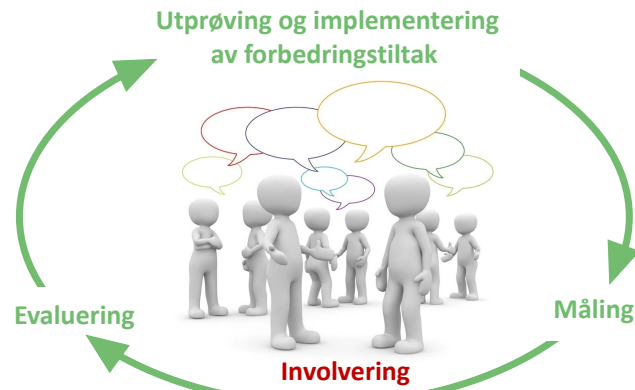 Utprøving og implementering
av forbedringstiltak
Evaluering
Måling
Involvering